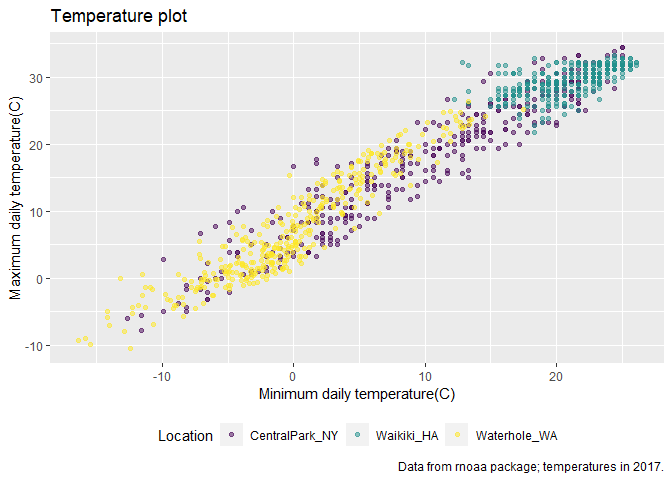 Temperature plot
Maximum daily temperature(C)
30
20
10
0
-10
-10 0 10 20
Minimum daily temperature(C)
Location CentralPark_NY Waikiki_HA Waterhole_WA
Data from rnoaa package; temperatures in 2017.